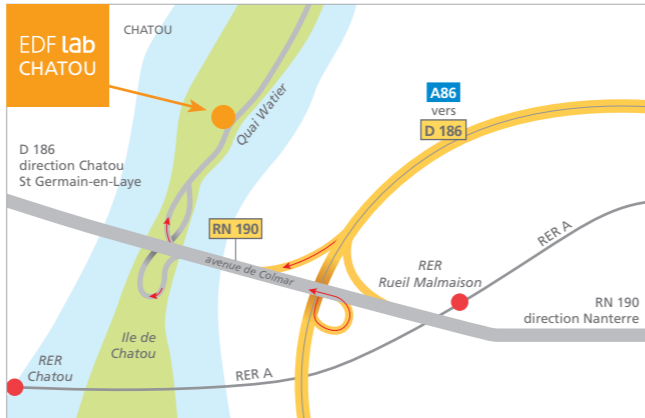 EDF lab
CHATOU
CHATOU
Quai Watier
A86
vers
D 186
D 186
direction Chatou
St Germain-en-Laye
RN 190
avenue de Colmar
RER A
RER
Rueil Malmaison
RN 190
direction Nanterre
Ile de
Chatou
RER
Chatou
RER A